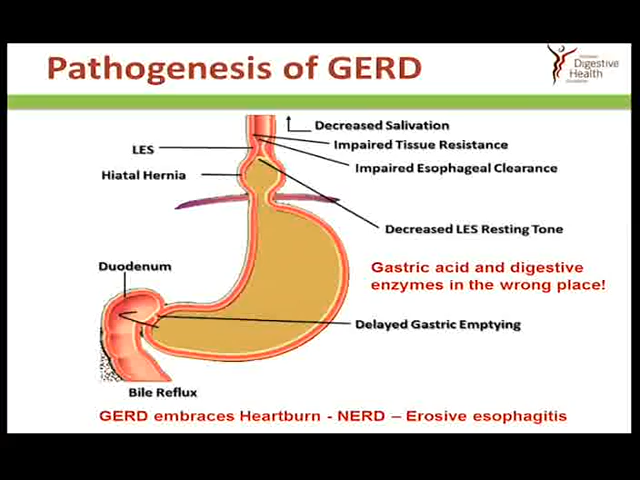 Pathogenesis of GERD
Digestive
Health
Decreased Salivation
Impaired Tissue Resistance
LES
Impaired Esophageal Clearance
Hiatal Hernia
Decreased LES Resting Tone
Duodenum
Gastric acid and digestive
enzymes in the wrong place!
Delayed Gastric Emptying
Bile Reflux
GERD embraces Heartburn - NERD – Erosive esophagitis